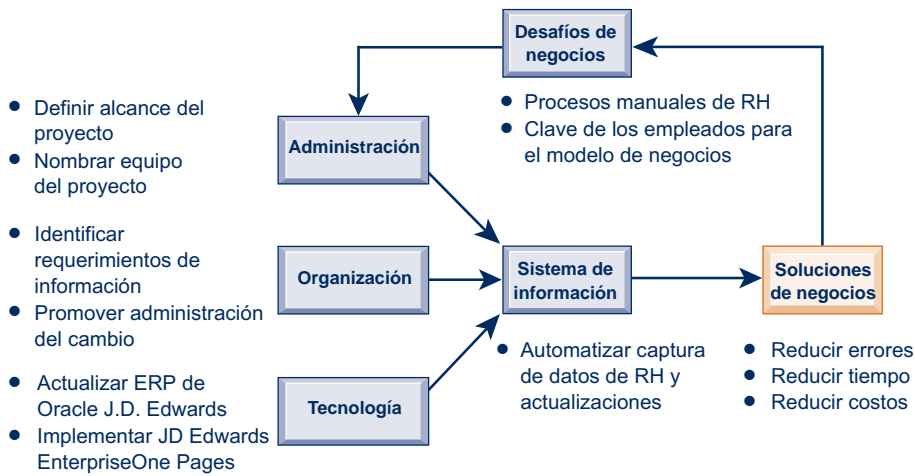 Desafíos de
negocios
• Procesos manuales de RH
• Clave de los empleados para
el modelo de negocios
• Definir alcance del
proyecto
• Nombrar equipo
del proyecto
Administración
• Identificar
requerimientos de
información
• Promover administración
del cambio
Organización
Sistema de
información
Soluciones
de negocios
• Automatizar captura
de datos de RH y
actualizaciones
• Reducir errores
• Reducir tiempo
• Reducir costos
• Actualizar ERP de
Oracle J.D. Edwards
• Implementar JD Edwards
EnterpriseOne Pages
Tecnología